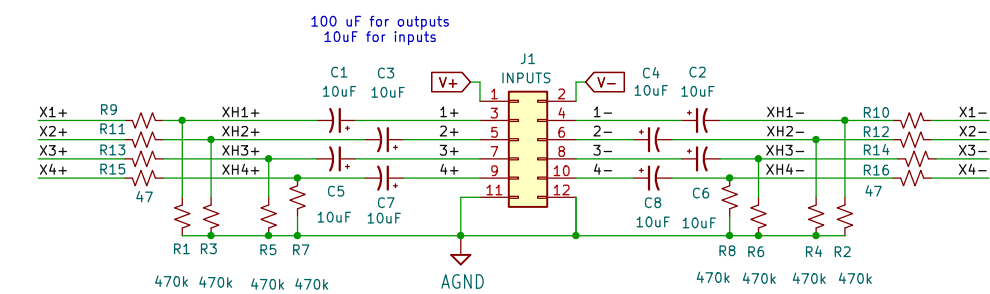 100 uF for outputs
10uF for inputs
J1
INPUTS
C1 C3 V+ V- C4 C2
10uF 10uF 10uF 10uF
1 2
X1+ R9 XH1+ + 1+ 3 4 1- + XH1- R10 X1-
X2+ R11 XH2+ + 2+ 5 6 2- + XH2- R12 X2-
X3+ R13 XH3+ + 3+ 7 8 3- + XH3- R14 X3-
X4+ R15 XH4+ + 4+ 9 10 4- + XH4- R16 X4-
47 C5 C7 11 12 C8 C6 47
10uF 10uF 10uF 10uF
R1 R3 R5 R7 R8 R6 R4 R2
470k 470k 470k 470k AGND 470k 470k 470k 470k